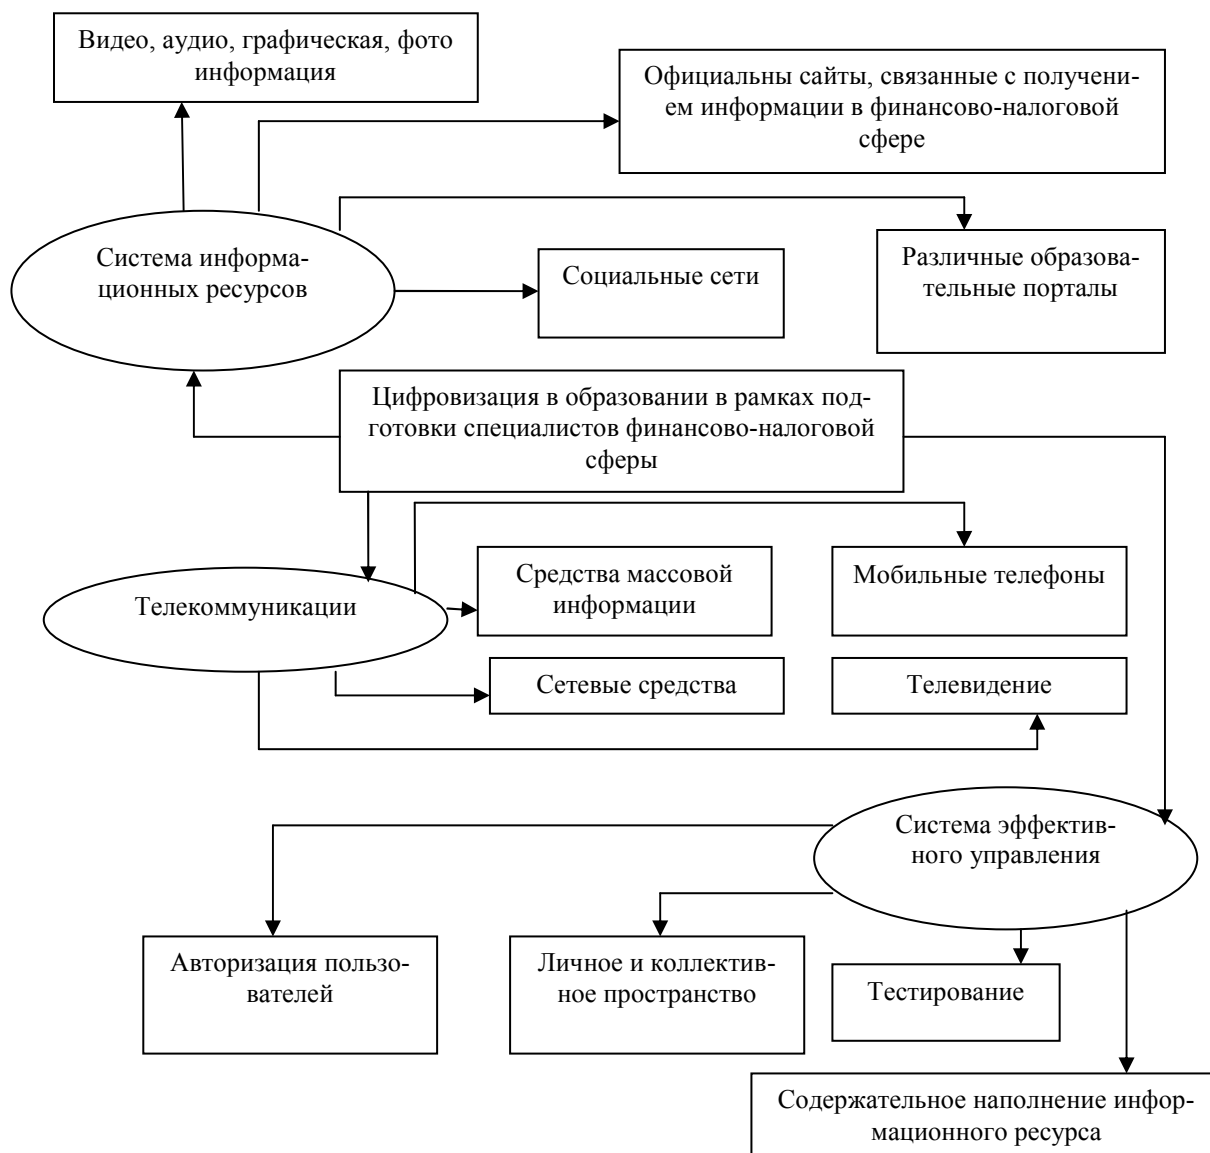 Видео, аудио, графическая, фото
информация
Официальны сайты, связанные с получени-
ем информации в финансово-налоговой
сфере
Система информа-
ционных ресурсов
Социальные сети
Различные образова-
тельные порталы
Цифровизация в образовании в рамках под-
готовки специалистов финансово-налоговой
сферы
Телекоммуникации
Средства массовой
информации
Мобильные телефоны
Сетевые средства
Телевидение
Система эффектив-
ного управления
Авторизация пользо-
вателей
Личное и коллектив-
ное пространство
Тестирование
Содержательное наполнение инфор-
мационного ресурса